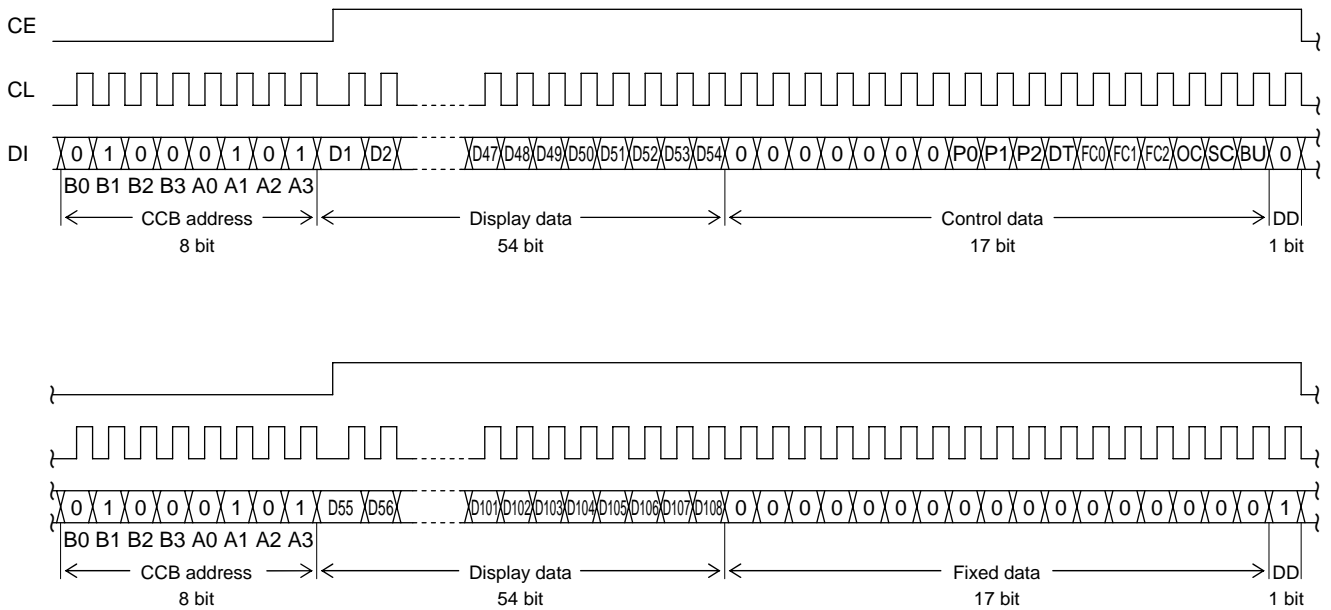 CE
CL
DI 0 1 0 0 0 1 0 1 D1 D2 D47 D48 D49 D50 D51 D52 D53 D54 0 0 0 0 0 0 0 P0 P1 P2 DT FC0 FC1 FC2 OC SC BU 0
B0 B1 B2 B3 A0 A1 A2 A3
CCB address Display data Control data DD
8 bit 54 bit 17 bit 1 bit
0 1 0 0 0 1 0 1 D55 D56 D101 D102 D103 D104 D105 D106 D107 D108 0 0 0 0 0 0 0 0 0 0 0 0 0 0 0 0 0 1
B0 B1 B2 B3 A0 A1 A2 A3
CCB address Display data Fixed data DD
8 bit 54 bit 17 bit 1 bit